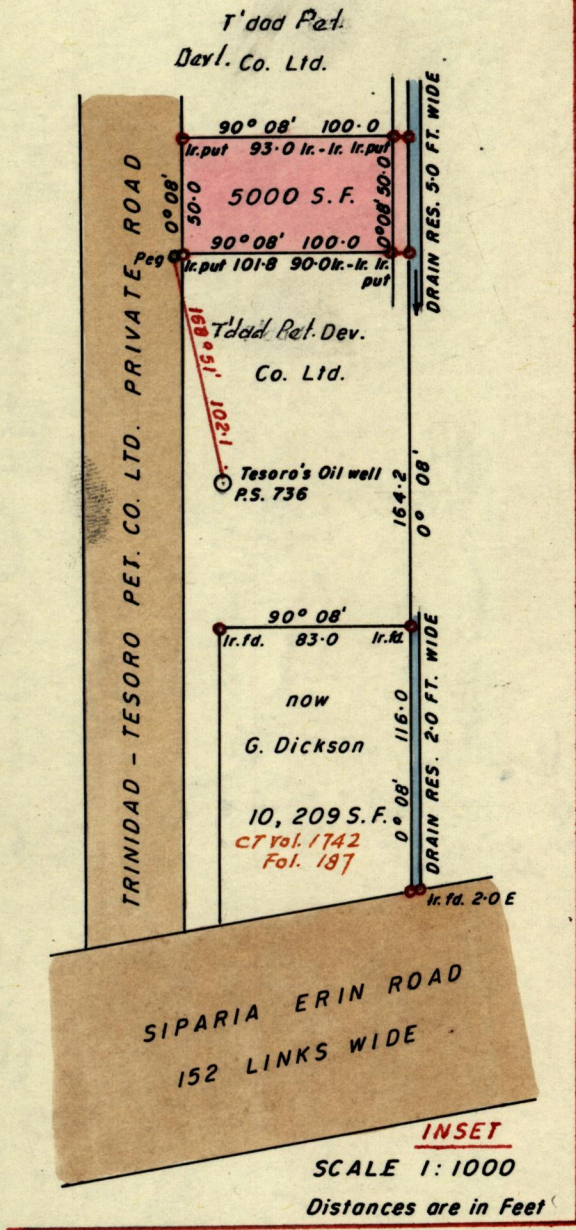 T'dad Pet.
Devl. Co. Ltd.
90° 08' 100·0
Ir.put 93·0 Ir.-Ir. Ir.put
0° 08'
50·0
5000 S.F.
0° 08' 50·0
DRAIN RES. 5·0 FT. WIDE
90° 08' 100·0
Peg
Ir.put 101·8 90·0 Ir.-Ir. Ir.
put
168° 51' 102·1
T'dad Pet. Dev.
Co. Ltd.
TRINIDAD – TESORO PET. CO. LTD. PRIVATE ROAD
Tesoro's Oil well
P.S. 736
164·2
0° 08'
90° 08'
Ir.fd. 83·0 Ir.fd.
now
G. Dickson
0° 08' 116·0
DRAIN RES. 2·0 FT. WIDE
10,209 S.F.
CT Vol. 1742
Fol. 187
Ir. fd. 2·0 E
SIPARIA ERIN ROAD
152 LINKS WIDE
INSET
SCALE 1:1000
Distances are in Feet